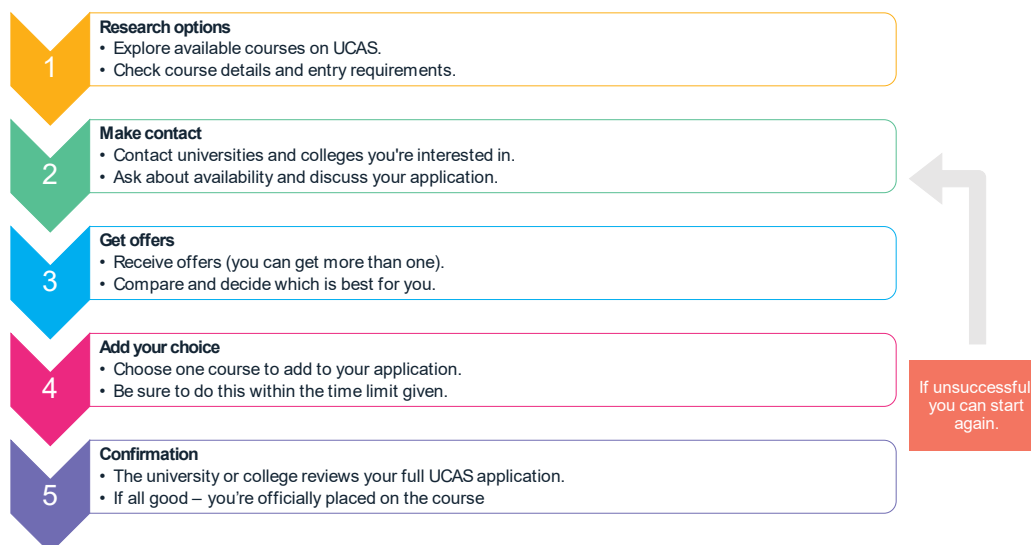 1
Research options
• Explore available courses on UCAS.
• Check course details and entry requirements.
2
Make contact
• Contact universities and colleges you're interested in.
• Ask about availability and discuss your application.
3
Get offers
• Receive offers (you can get more than one).
• Compare and decide which is best for you.
4
Add your choice
• Choose one course to add to your application.
• Be sure to do this within the time limit given.
5
Confirmation
• The university or college reviews your full UCAS application.
• If all good – you're officially placed on the course
If unsuccessful
you can start
again.